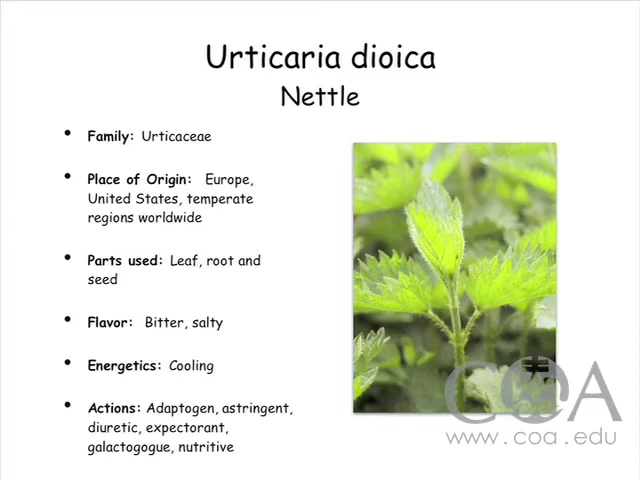 Urticaria dioica
Nettle
• Family: Urticaceae
• Place of Origin: Europe,
United States, temperate
regions worldwide
• Parts used: Leaf, root and
seed
• Flavor: Bitter, salty
• Energetics: Cooling
• Actions: Adaptogen, astringent,
diuretic, expectorant,
galactogogue, nutritive
COA
www.coa.edu